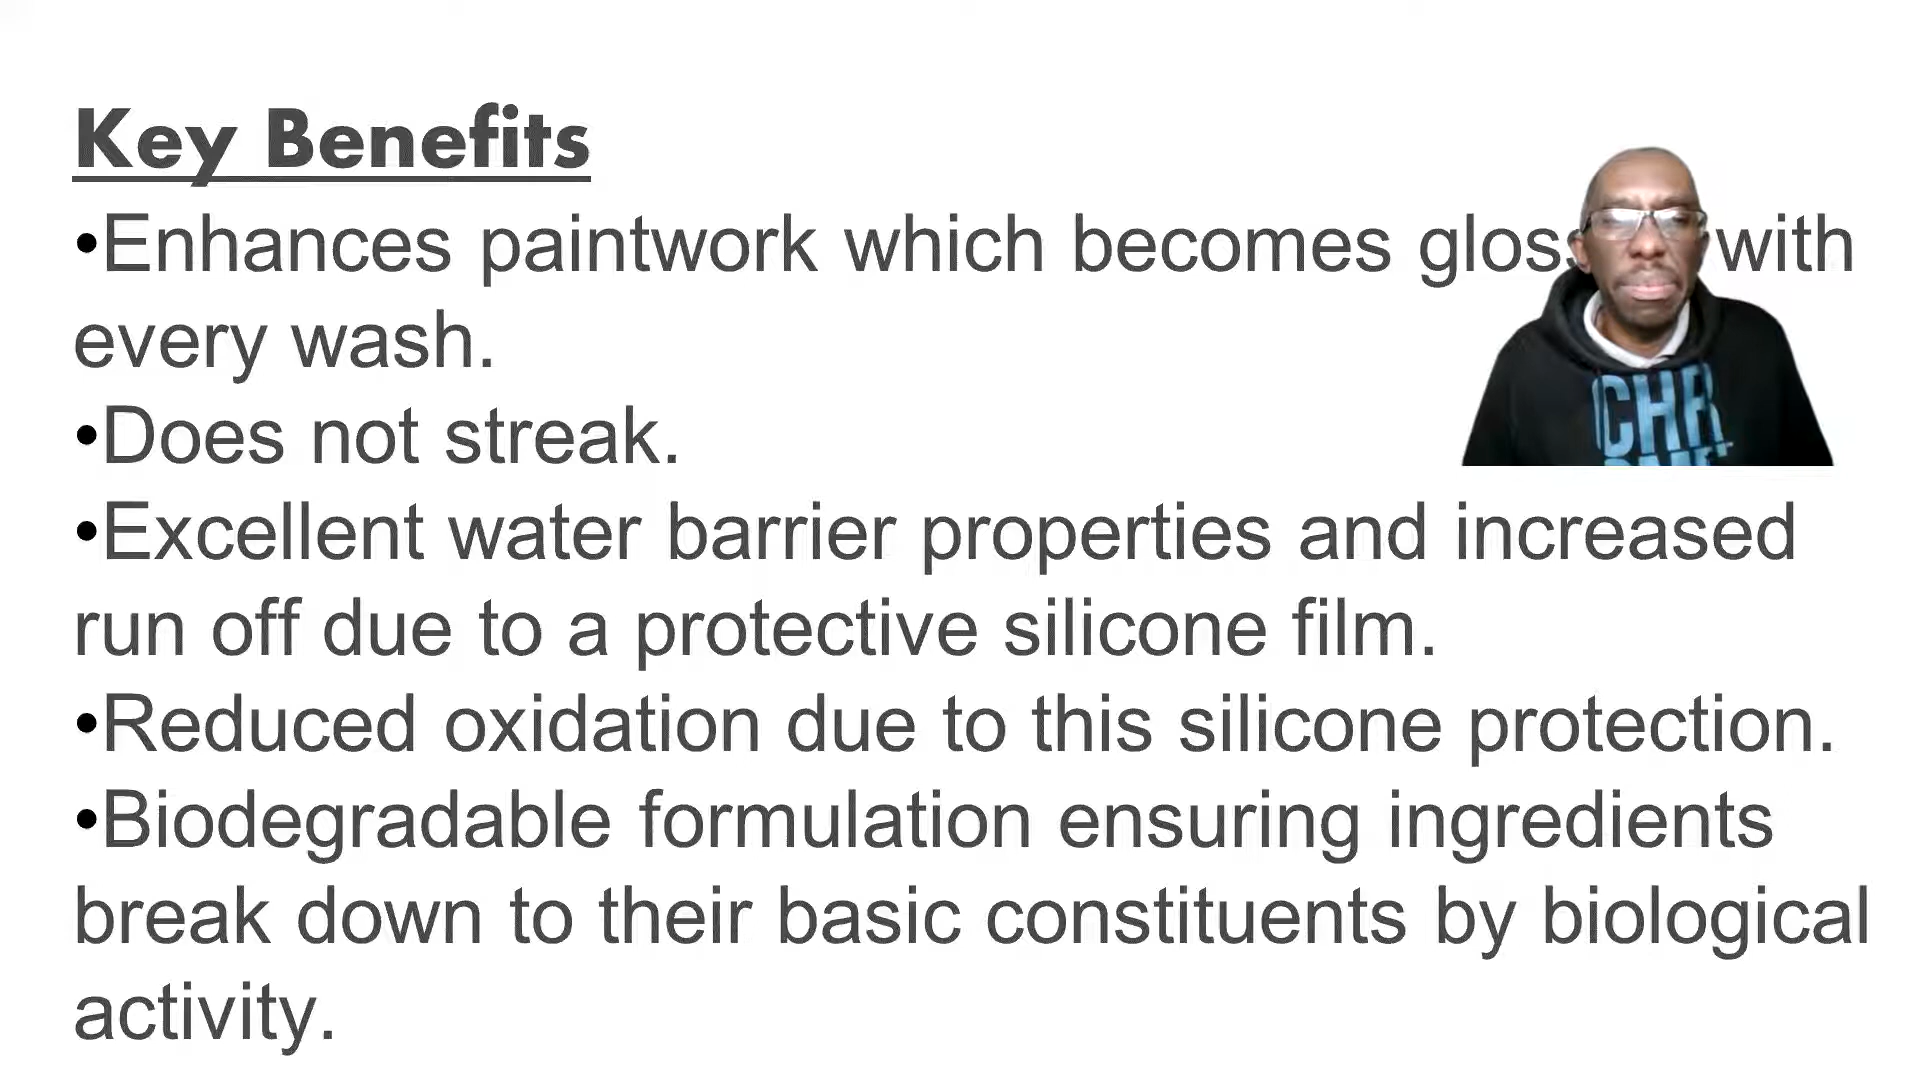 Key Benefits
•Enhances paintwork which becomes with
every wash.
•Does not streak.
•Excellent water barrier properties and increased
run off due to a protective silicone film.
•Reduced oxidation due to this silicone protection.
•Biodegradable formulation ensuring ingredients
break down to their basic constituents by biological
activity.
CHR